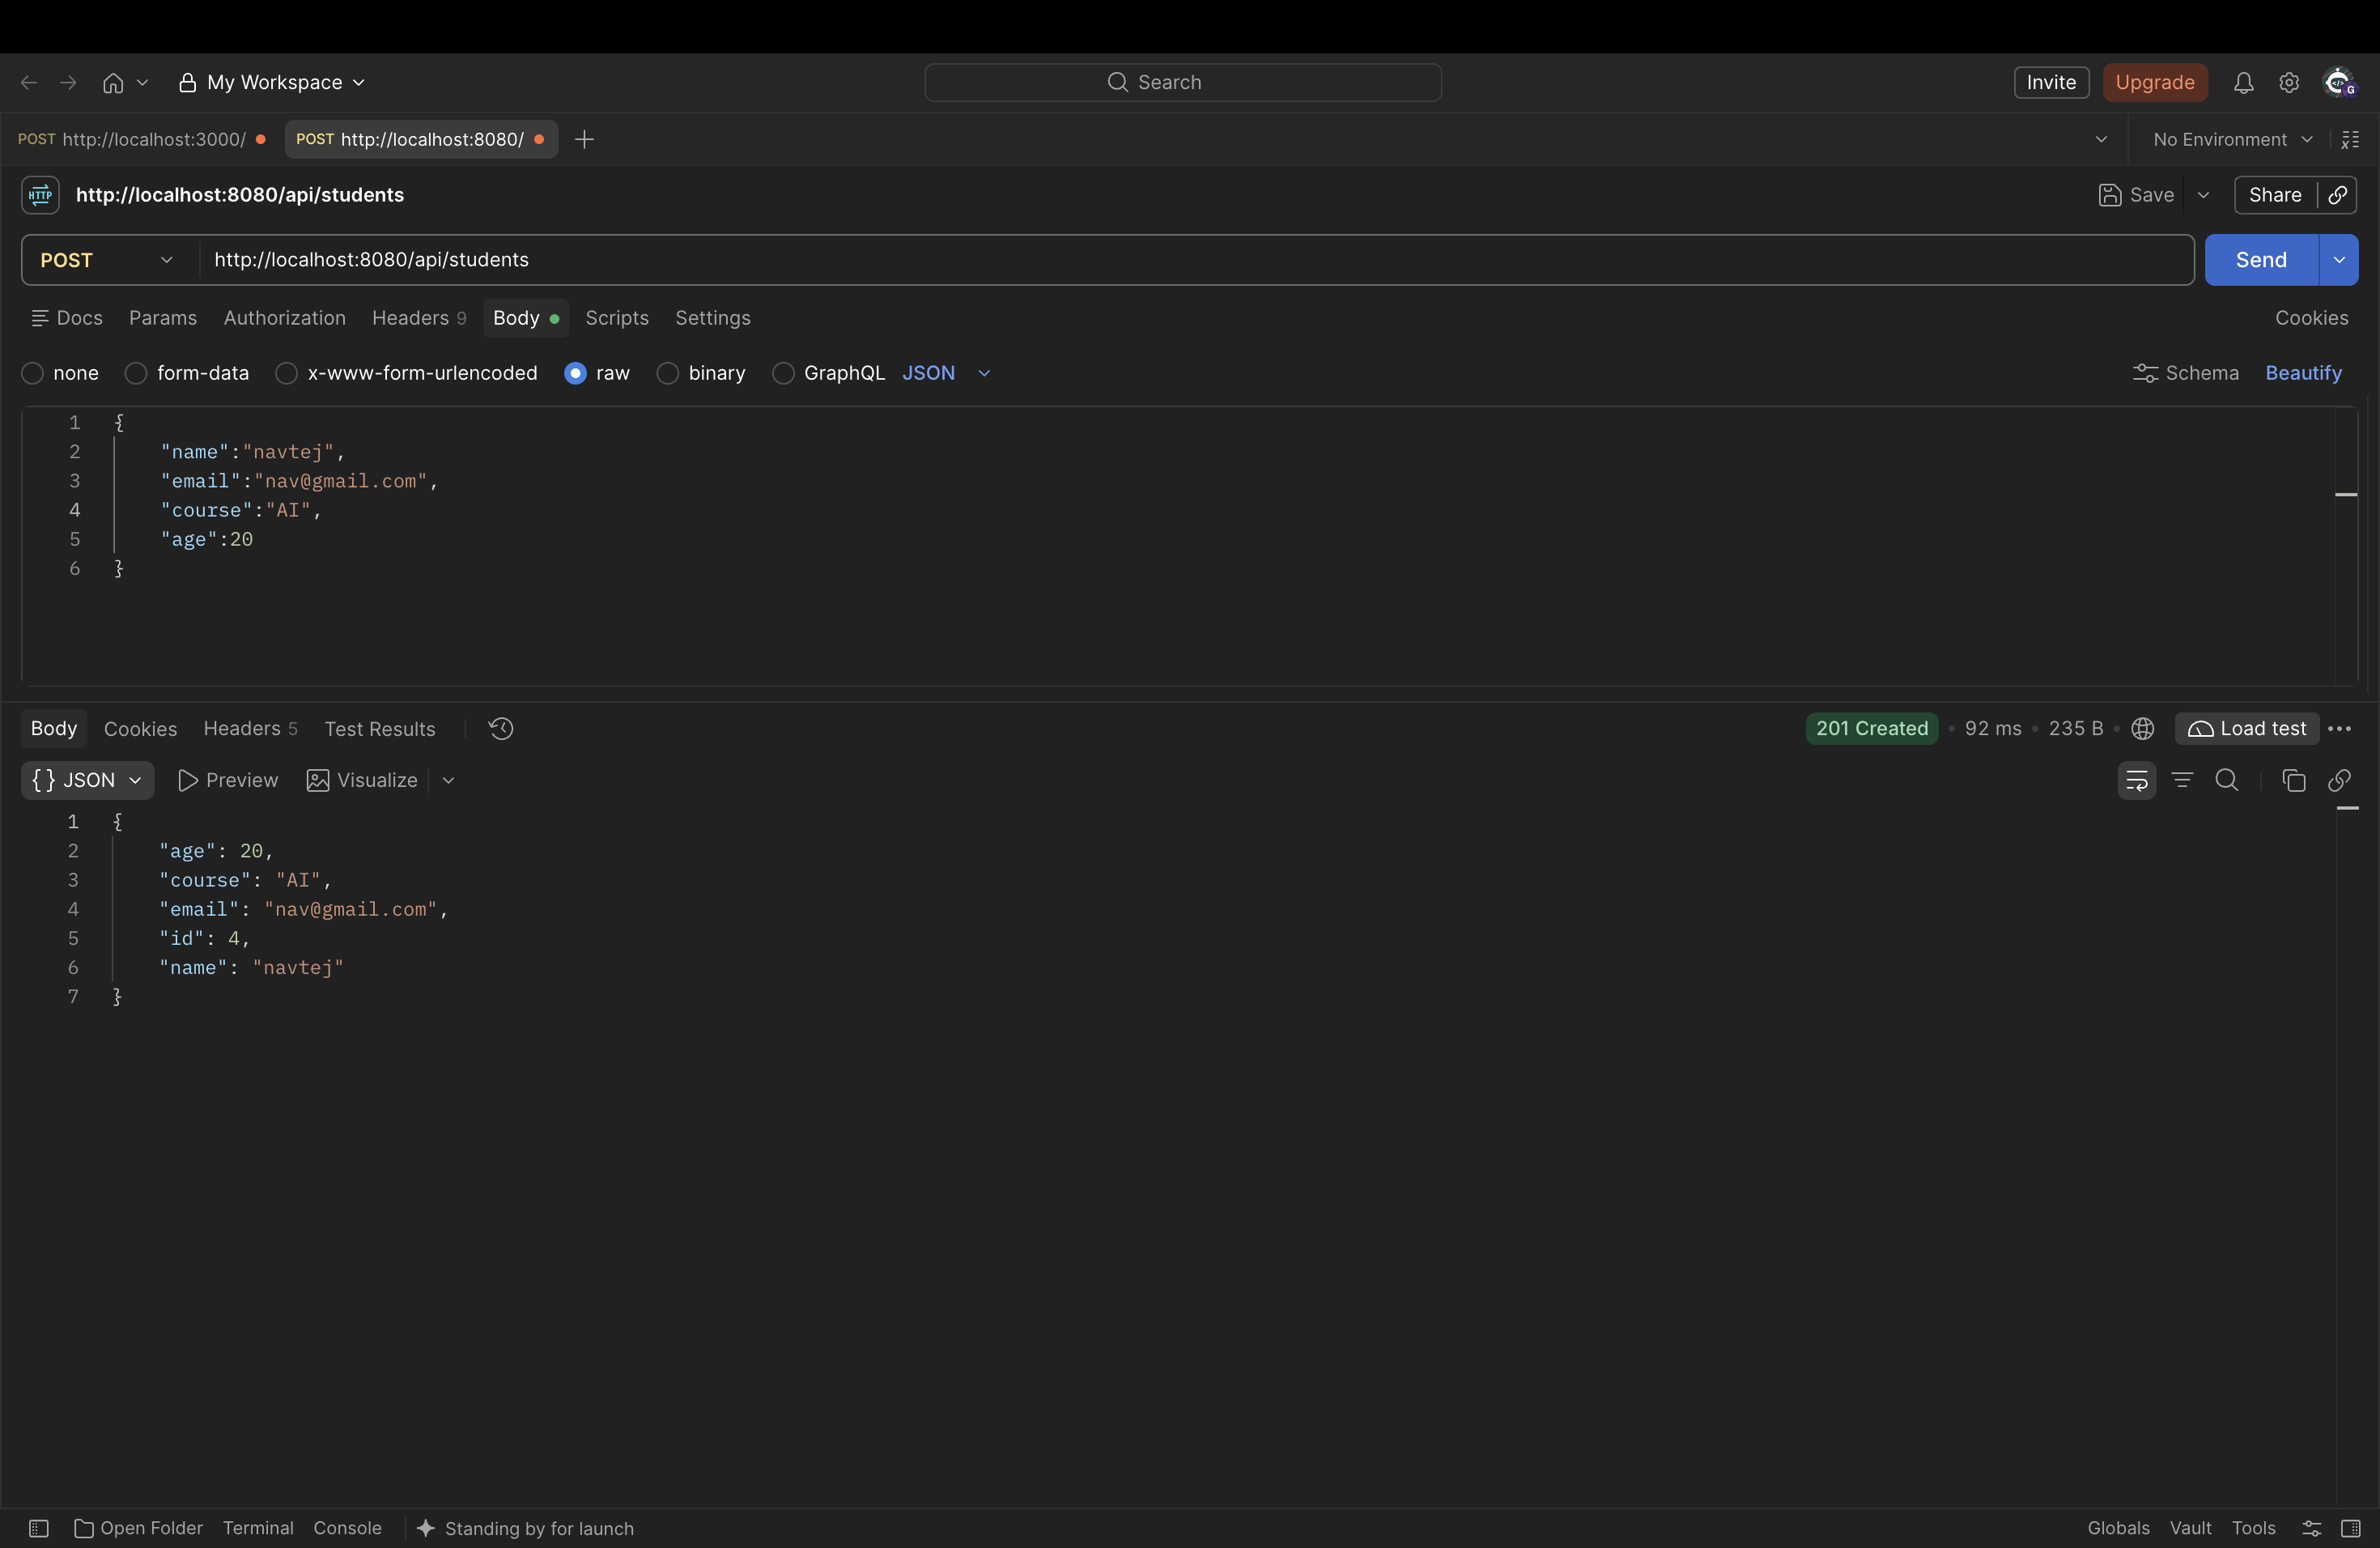 My Workspace
Search
Invite
Upgrade
POST http://localhost:3000/
POST http://localhost:8080/
No Environment
HTTP http://localhost:8080/api/students
Save
Share
POST http://localhost:8080/api/students
Send
Docs Params Authorization Headers 9 Body Scripts Settings
Cookies
none form-data x-www-form-urlencoded raw binary GraphQL JSON
Schema Beautify
1 {
2 "name":"navtej",
3 "email":"nav@gmail.com",
4 "course":"AI",
5 "age":20
6 }
Body Cookies Headers 5 Test Results
201 Created • 92 ms • 235 B •
Load test
{ } JSON Preview Visualize
1 {
2 "age": 20,
3 "course": "AI",
4 "email": "nav@gmail.com",
5 "id": 4,
6 "name": "navtej"
7 }
Open Folder Terminal Console Standing by for launch
Globals Vault Tools